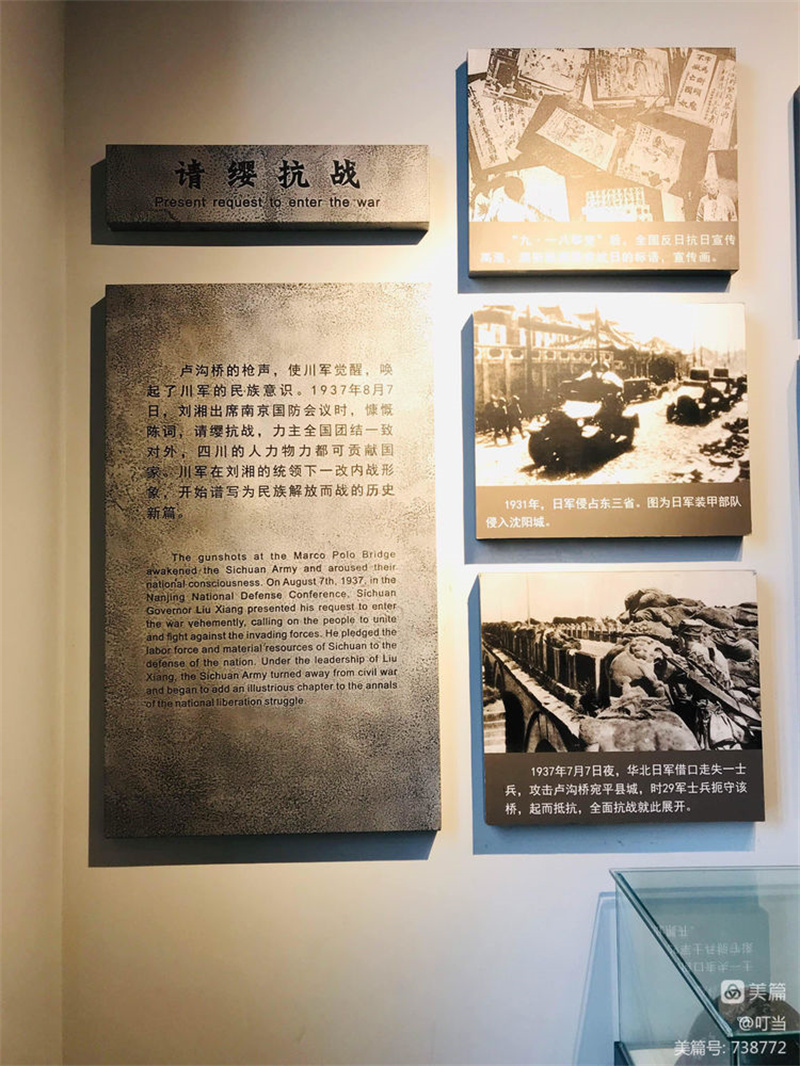 请缨抗战
Present request to enter the war
卢沟桥的枪声，使川军觉醒，唤
起了川军的民族意识。1937年8月7
日，刘湘出席南京国防会议时，慷慨
陈词，请缨抗战，力主全国团结一致
对外，四川的人力物力都可贡献国
家。川军在刘湘的统领下一改内战形
象，开始谱写为民族解放而战的历史
新篇。
The gunshots at the Marco Polo Bridge
awakened the Sichuan Army and aroused their
national consciousness. On August 7th, 1937, in the
Nanjing National Defense Conference, Sichuan
Governor Liu Xiang presented his request to enter
the war vehemently, calling on the people to unite
and fight against the invading forces. He pledged the
labor force and material resources of Sichuan to the
defense of the nation. Under the leadership of Liu
Xiang, the Sichuan Army turned away from civil war
and began to add an illustrious chapter to the annals
of the national liberation struggle
“九·一八事变”后，全国反日抗日宣传
的标语，宣传画。
1931年，日军侵占东三省。图为日军装甲部队
侵入沈阳城。
1937年7月7日夜，华北日军借口走失一士
兵，攻击卢沟桥宛平县城，时29军士兵扼守该
桥，起而抵抗，全面抗战就此展开。
美篇
@叮当
美篇号: 738772